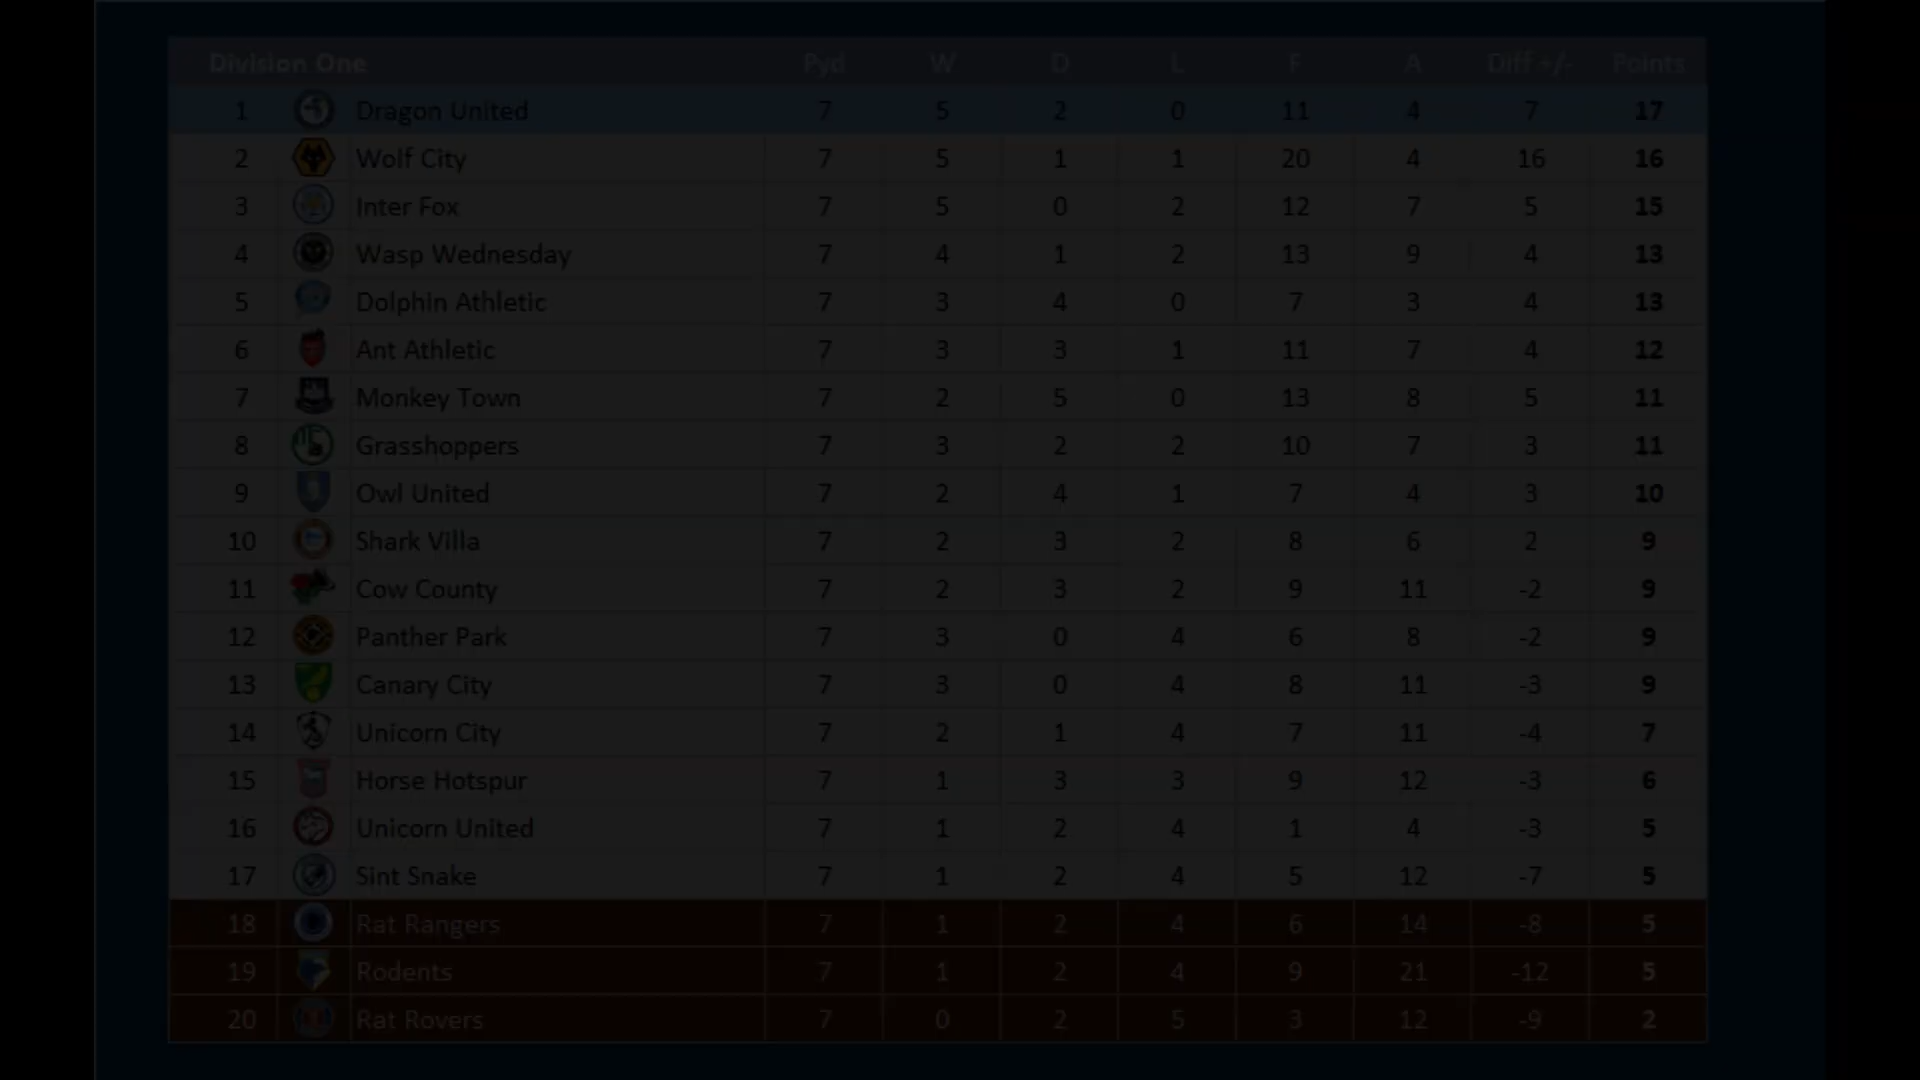 Division One Pyd W D L F A Diff +/- Points
1 Dragon United 7 5 2 0 11 4 7 17
2 Wolf City 7 5 1 1 20 4 16 16
3 Inter Fox 7 5 0 2 12 7 5 15
4 Wasp Wednesday 7 4 1 2 13 9 4 13
5 Dolphin Athletic 7 3 4 0 7 3 4 13
6 Ant Athletic 7 3 3 1 11 7 4 12
7 Monkey Town 7 2 5 0 13 8 5 11
8 Grasshoppers 7 3 2 2 10 7 3 11
9 Owl United 7 2 4 1 7 4 3 10
10 Shark Villa 7 2 3 2 8 6 2 9
11 Cow County 7 2 3 2 9 11 -2 9
12 Panther Park 7 3 0 4 6 8 -2 9
13 Canary City 7 3 0 4 8 11 -3 9
14 Unicorn City 7 2 1 4 7 11 -4 7
15 Horse Hotspur 7 1 3 3 9 12 -3 6
16 Unicorn United 7 1 2 4 1 4 -3 5
17 Sint Snake 7 1 2 4 5 12 -7 5
18 Rat Rangers 7 1 2 4 6 14 -8 5
19 Rodents 7 1 2 4 9 21 -12 5
20 Rat Rovers 7 0 2 5 3 12 -9 2